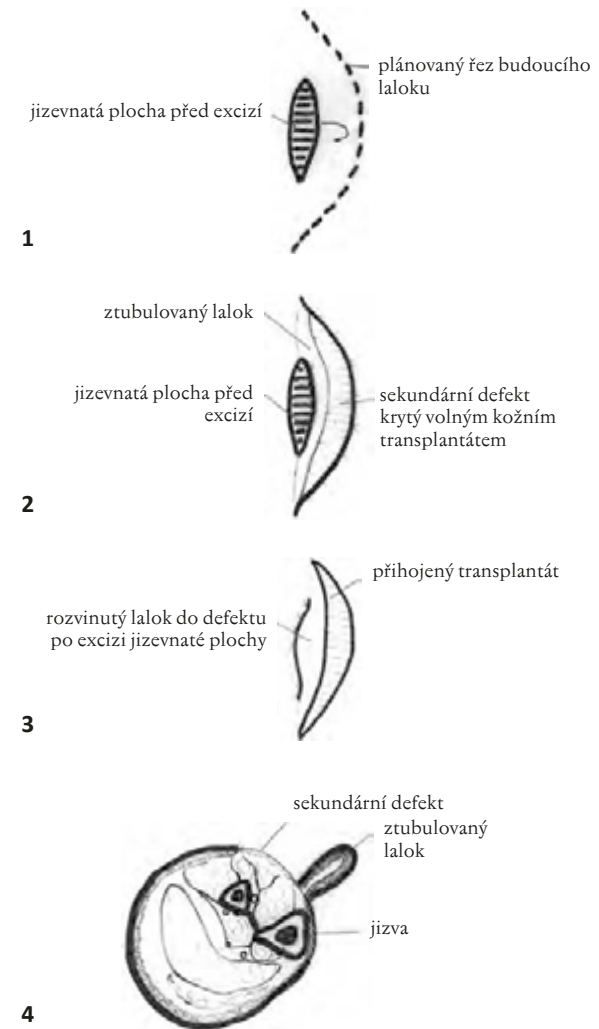 plánovaný řez budoucího
laloku
jizevnatá plocha před excizí
1
ztubulovaný lalok
jizevnatá plocha před
excizí
sekundární defekt
krytý volným kožním
transplantátem
2
přihojený transplantát
rozvinutý lalok do defektu
po excizi jizevnaté plochy
3
sekundární defekt
ztubulovaný
lalok
jizva
4